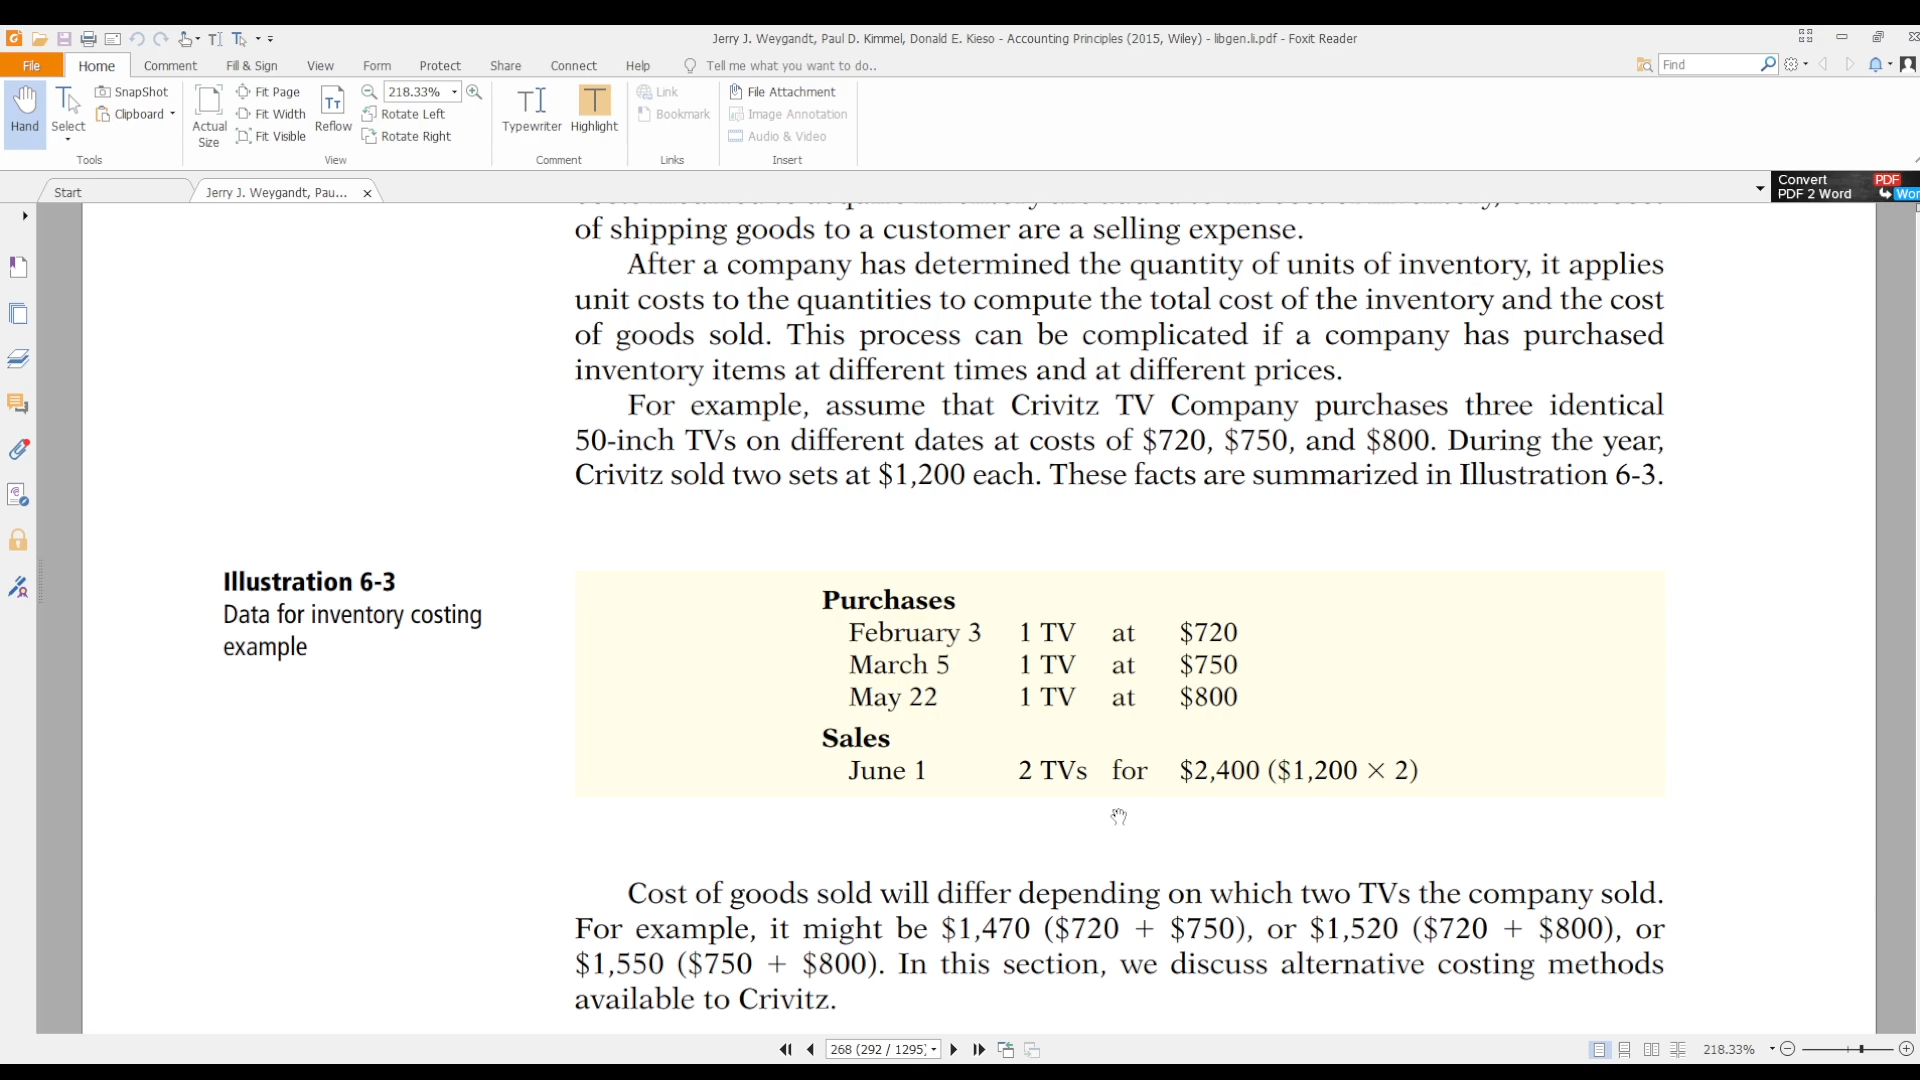 Jerry J. Weygandt, Paul D. Kimmel, Donald E. Kieso - Accounting Principles (2015, Wiley) - libgen.li.pdf - Foxit Reader
File Home Comment Fill & Sign View Form Protect Share Connect Help Tell me what you want to do..
Find
Hand
Select
SnapShot
Clipboard
Tools
Actual
Size
Fit Page
Fit Width
Fit Visible
Reflow
218.33%
Rotate Left
Rotate Right
View
Typewriter
Highlight
Comment
Link
Bookmark
Links
File Attachment
Image Annotation
Audio & Video
Insert
Start
Jerry J. Weygandt, Pau...
Convert
PDF 2 Word
PDF
Wor
of shipping goods to a customer are a selling expense.
After a company has determined the quantity of units of inventory, it applies
unit costs to the quantities to compute the total cost of the inventory and the cost
of goods sold. This process can be complicated if a company has purchased
inventory items at different times and at different prices.
For example, assume that Crivitz TV Company purchases three identical
50-inch TVs on different dates at costs of $720, $750, and $800. During the year,
Crivitz sold two sets at $1,200 each. These facts are summarized in Illustration 6-3.
Illustration 6-3
Data for inventory costing
example
Purchases
February 3 1 TV at $720
March 5 1 TV at $750
May 22 1 TV at $800
Sales
June 1 2 TVs for $2,400 ($1,200 × 2)
Cost of goods sold will differ depending on which two TVs the company sold.
For example, it might be $1,470 ($720 + $750), or $1,520 ($720 + $800), or
$1,550 ($750 + $800). In this section, we discuss alternative costing methods
available to Crivitz.
268 (292 / 1295)
218.33%